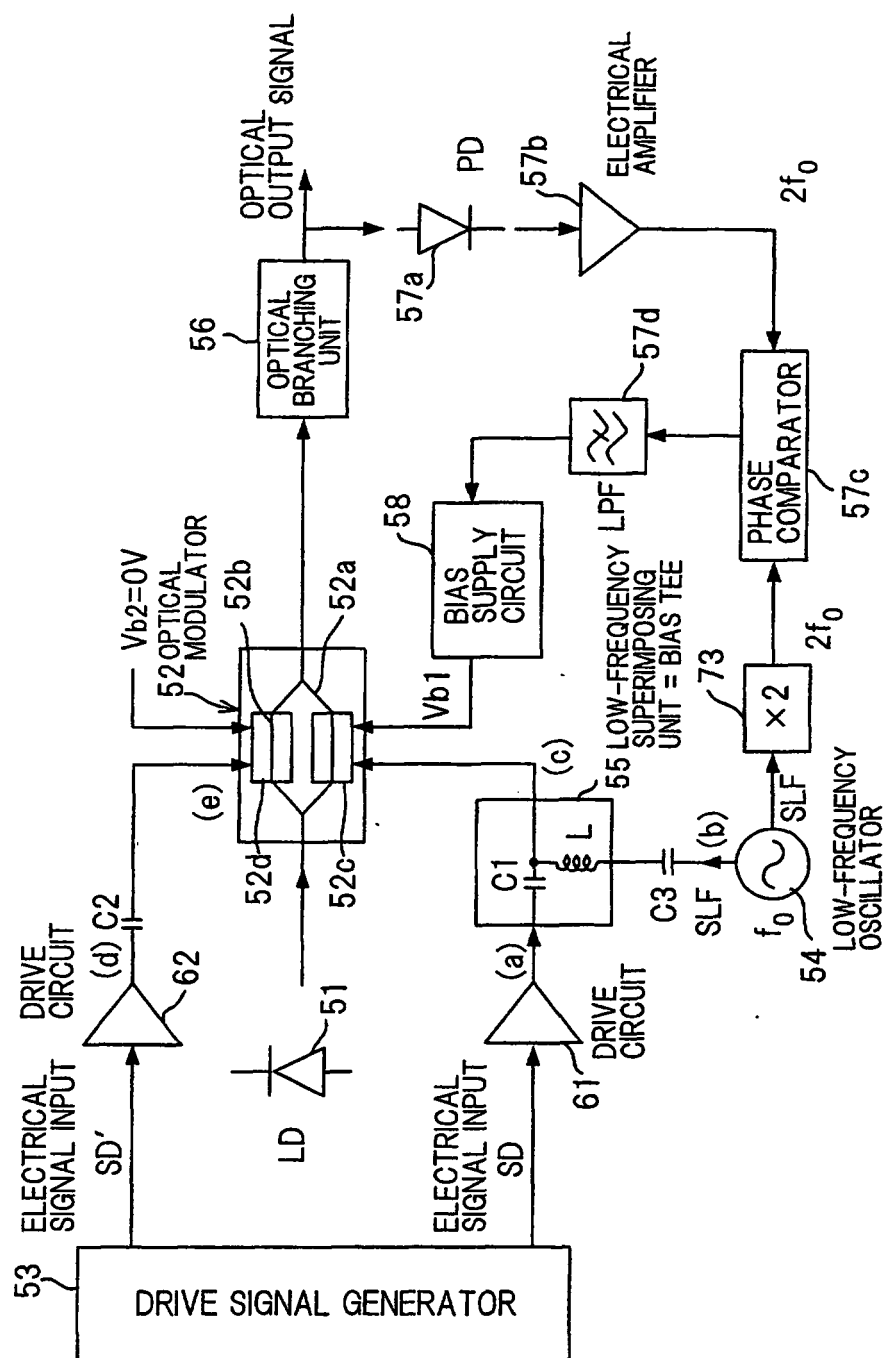 53
DRIVE SIGNAL GENERATOR
ELECTRICAL
SIGNAL INPUT
SD'
DRIVE
CIRCUIT
62
(d)
C2
LD
51
ELECTRICAL
SIGNAL INPUT
SD
61
DRIVE
CIRCUIT
(a)
Vb2=0V
52 OPTICAL
MODULATOR
52b
52a
(e)
52d
52c
Vb1
(c)
55 LOW-FREQUENCY
SUPERIMPOSING
UNIT = BIAS TEE
C1
L
C3
SLF
(b)
f0
54
LOW-FREQUENCY
OSCILLATOR
SLF
73
×2
2f0
56
OPTICAL
BRANCHING
UNIT
OPTICAL
OUTPUT SIGNAL
57a
PD
57b
ELECTRICAL
AMPLIFIER
2f0
PHASE
COMPARATOR
57c
57d
LPF
58
BIAS
SUPPLY
CIRCUIT